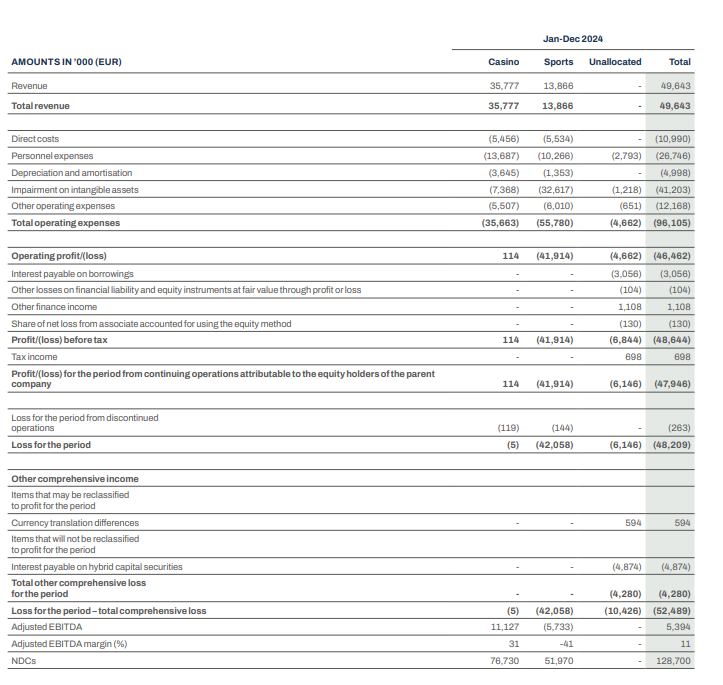 Jan-Dec 2024
AMOUNTS IN '000 (EUR) Casino Sports Unallocated Total
Revenue 35,777 13,866 - 49,643
Total revenue 35,777 13,866 - 49,643
Direct costs (5,456) (5,534) - (10,990)
Personnel expenses (13,687) (10,266) (2,793) (26,746)
Depreciation and amortisation (3,645) (1,353) - (4,998)
Impairment on intangible assets (7,368) (32,617) (1,218) (41,203)
Other operating expenses (5,507) (6,010) (651) (12,168)
Total operating expenses (35,663) (55,780) (4,662) (96,105)
Operating profit/(loss) 114 (41,914) (4,662) (46,462)
Interest payable on borrowings - - (3,056) (3,056)
Other losses on financial liability and equity instruments at fair value through profit or loss - - (104) (104)
Other finance income - - 1,108 1,108
Share of net loss from associate accounted for using the equity method - - (130) (130)
Profit/(loss) before tax 114 (41,914) (6,844) (48,644)
Tax income - - 698 698
Profit/(loss) for the period from continuing operations attributable to the equity holders of the parent
company 114 (41,914) (6,146) (47,946)
Loss for the period from discontinued
operations (119) (144) - (263)
Loss for the period (5) (42,058) (6,146) (48,209)
Other comprehensive income
Items that may be reclassified
to profit for the period
Currency translation differences - - 594 594
Items that will not be reclassified
to profit for the period
Interest payable on hybrid capital securities (4,874) (4,874)
Total other comprehensive loss
for the period - - (4,280) (4,280)
Loss for the period – total comprehensive loss (5) (42,058) (10,426) (52,489)
Adjusted EBITDA 11,127 (5,733) - 5,394
Adjusted EBITDA margin (%) 31 -41 - 11
NDCs 76,730 51,970 - 128,700